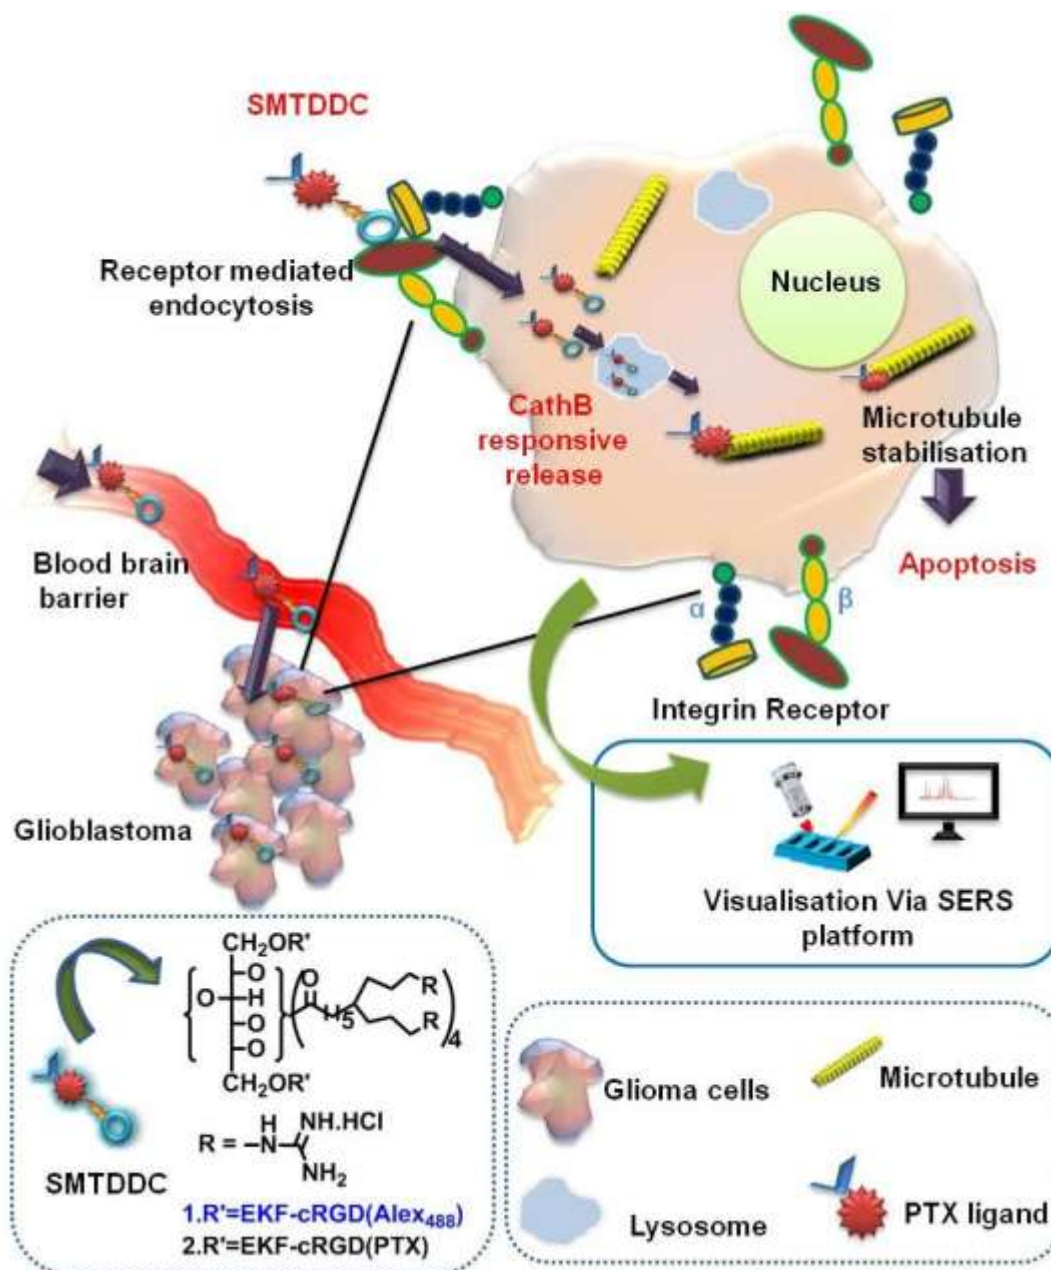 SMTDDC
Receptor mediated
endocytosis
Nucleus
CathB
responsive
release
Microtubule
stabilisation
Apoptosis
Blood brain
barrier
α
β
Integrin Receptor
Glioblastoma
Visualisation Via SERS
platform
CH₂OR'
O
O
H
O
O
CH₂OR'
O
H₅
R
R
4
R = N H NH.HCl
NH₂
SMTDDC
1.R'=EKF-cRGD(Alex₄₈₈)
2.R'=EKF-cRGD(PTX)
Glioma cells
Microtubule
Lysosome
PTX ligand